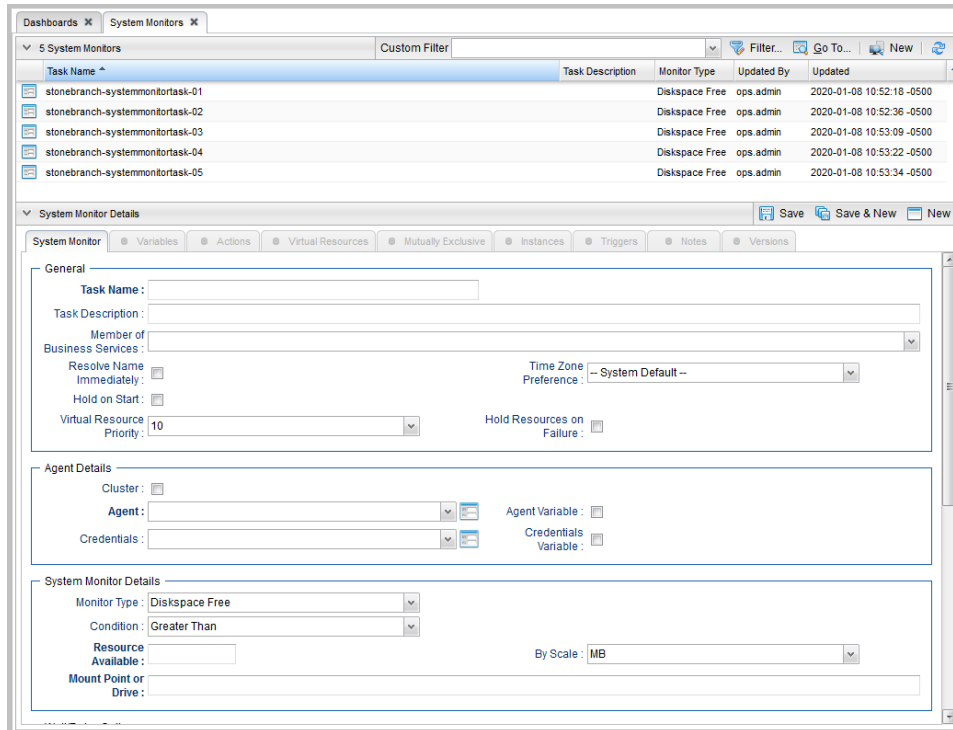 Dashboards System Monitors
5 System Monitors Custom Filter Filter... Go To... New
Task Name Task Description Monitor Type Updated By Updated
stonebranch-systemmonitortask-01 Diskspace Free ops.admin 2020-01-08 10:52:18 -0500
stonebranch-systemmonitortask-02 Diskspace Free ops.admin 2020-01-08 10:52:36 -0500
stonebranch-systemmonitortask-03 Diskspace Free ops.admin 2020-01-08 10:53:09 -0500
stonebranch-systemmonitortask-04 Diskspace Free ops.admin 2020-01-08 10:53:22 -0500
stonebranch-systemmonitortask-05 Diskspace Free ops.admin 2020-01-08 10:53:34 -0500
System Monitor Details Save Save & New New
System Monitor Variables Actions Virtual Resources Mutually Exclusive Instances Triggers Notes Versions
General
Task Name :
Task Description :
Member of
Business Services :
Resolve Name
Immediately :
Time Zone
Preference : -- System Default --
Hold on Start :
Virtual Resource
Priority : 10
Hold Resources on
Failure :
Agent Details
Cluster :
Agent : Agent Variable :
Credentials :
Credentials
Variable :
System Monitor Details
Monitor Type : Diskspace Free
Condition : Greater Than
Resource
Available :
By Scale : MB
Mount Point or
Drive :